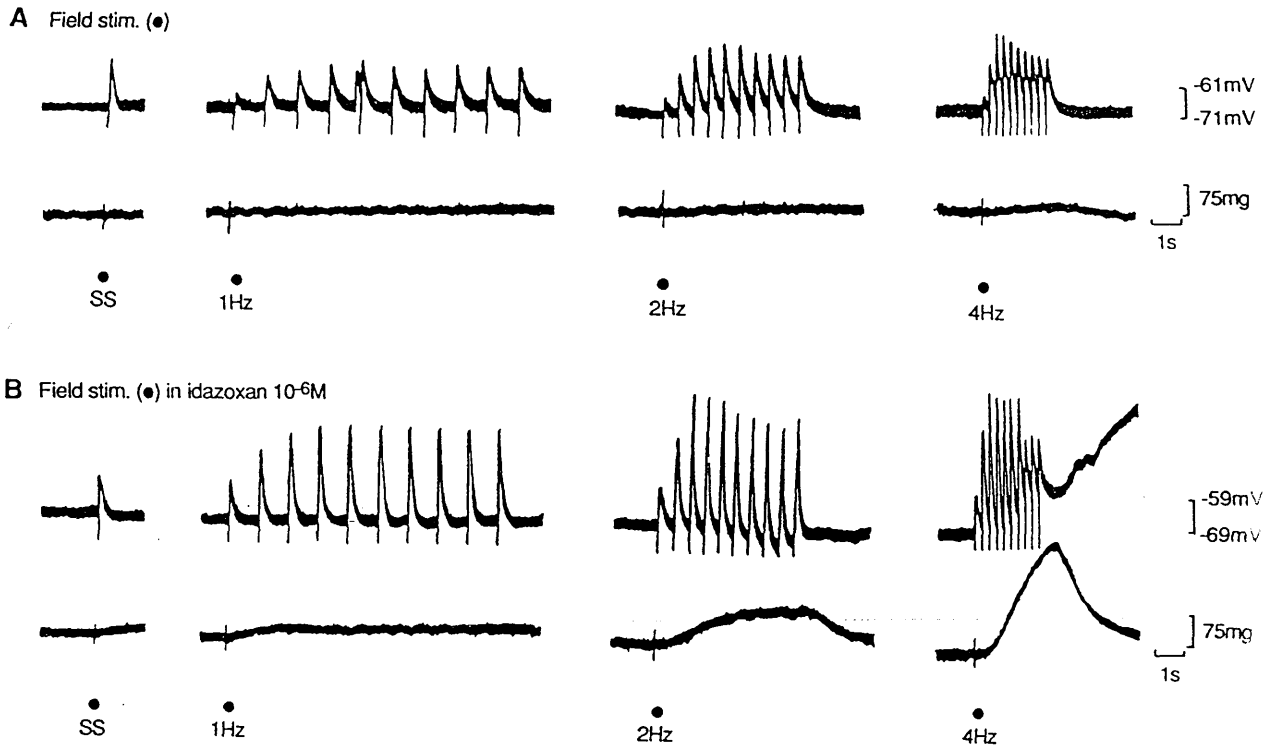 A Field stim. (●)
-61mV
-71mV
75mg
1s
SS
1Hz
2Hz
4Hz
B Field stim. (●) in idazoxan 10⁻⁶M
-59mV
-69mV
75mg
1s
SS
1Hz
2Hz
4Hz